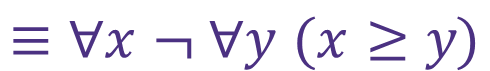 ≡ ∀x ¬ ∀y (x ≥ y)